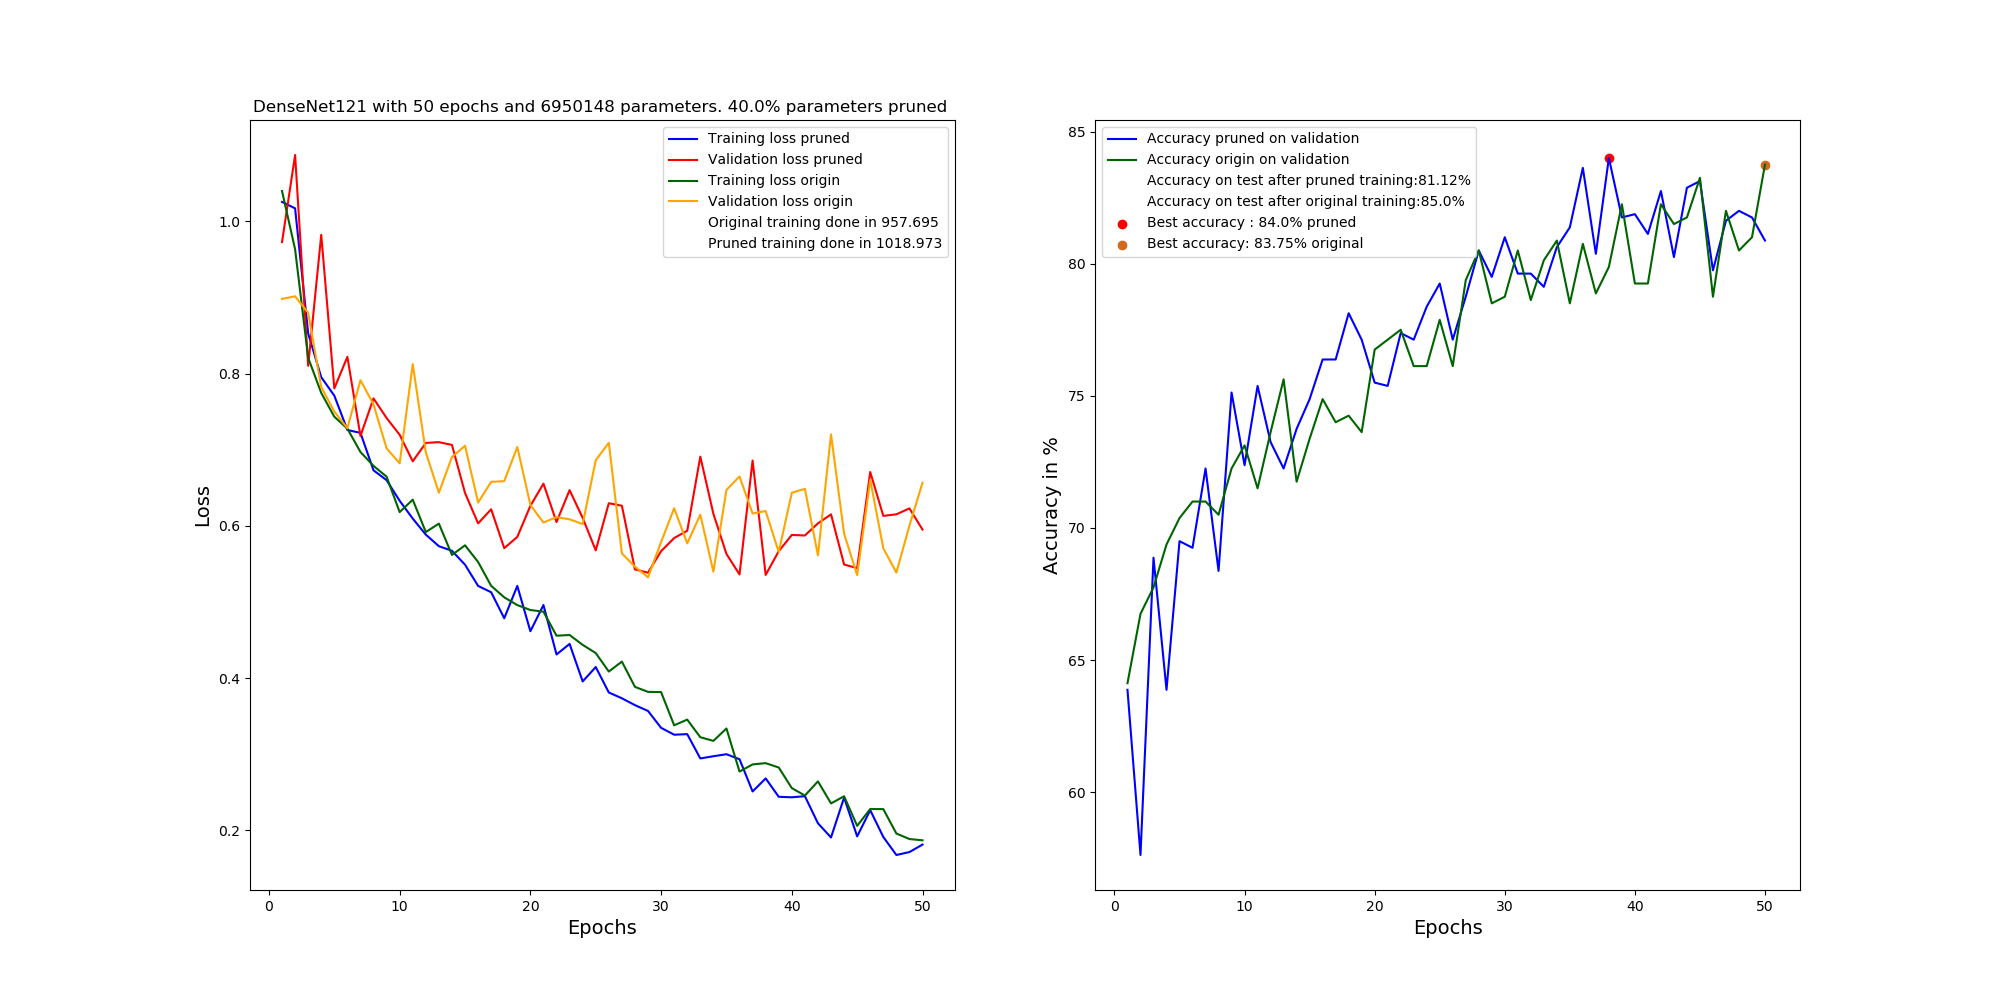 DenseNet121 with 50 epochs and 6950148 parameters. 40.0% parameters pruned
Training loss pruned
Validation loss pruned
Training loss origin
Validation loss origin
Original training done in 957.695
Pruned training done in 1018.973
1.0
0.8
0.6
0.4
0.2
Loss
0 10 20 30 40 50
Epochs
Accuracy pruned on validation
Accuracy origin on validation
Accuracy on test after pruned training:81.12%
Accuracy on test after original training:85.0%
Best accuracy : 84.0% pruned
Best accuracy: 83.75% original
85
80
75
70
65
60
Accuracy in %
0 10 20 30 40 50
Epochs